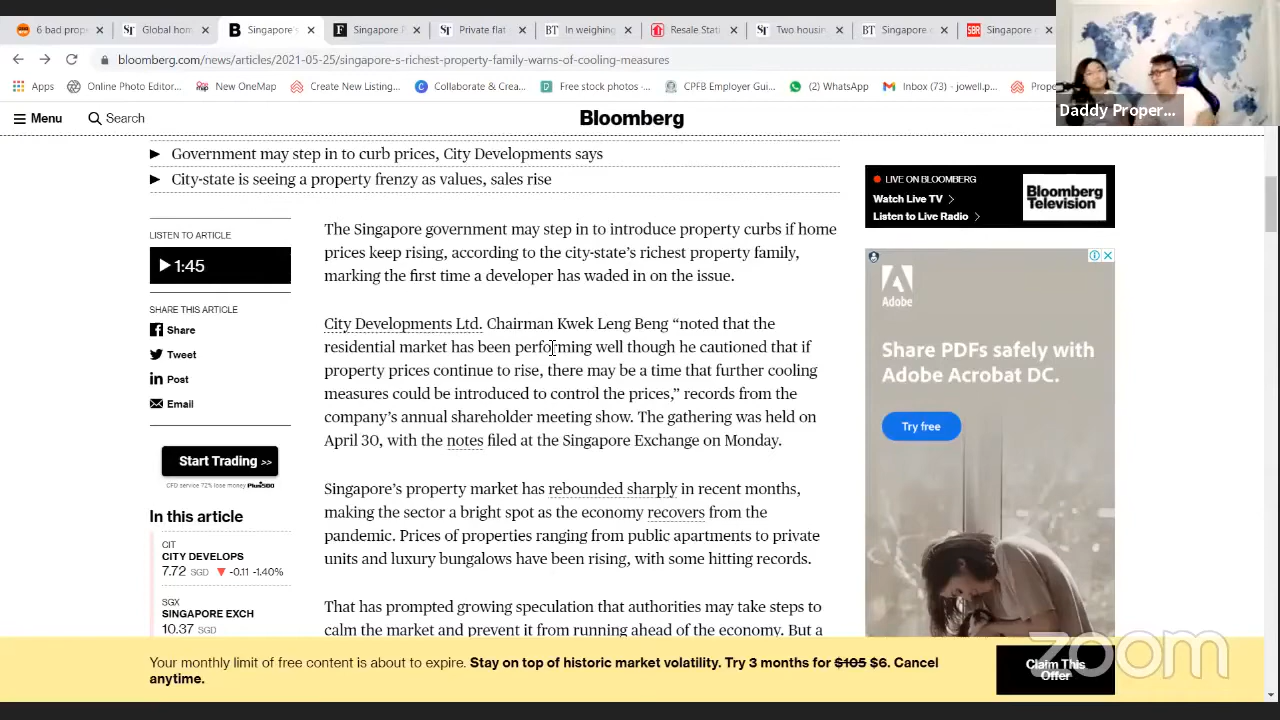 6 bad prop
Global hom
Singapore's
Singapore
Private flat
In weighing
Resale Stati
Two housin
Singapore c
Singapore
bloomberg.com/news/articles/2021-05-31/singapore-s-richest-property-family-warns-of-cooling-measures
Apps
Online Photo Editor...
New OneMap
Create New Listing...
Collaborate & Crea...
Free stock photos -...
CPFB Employer Gui...
(2) WhatsApp
Inbox (73) - jowell.p...
Prope
Daddy Proper...
Menu
Search
Bloomberg
Government may step in to curb prices, City Developments says
City-state is seeing a property frenzy as values, sales rise
LISTEN TO ARTICLE
1:45
SHARE THIS ARTICLE
Share
Tweet
Post
Email
Start Trading >>
CFD service 72% lose money Plus500
In this article
CIT
CITY DEVELOPS
7.72 SGD ▼ -0.11 -1.40%
SGX
SINGAPORE EXCH
10.37 SGD
The Singapore government may step in to introduce property curbs if home
prices keep rising, according to the city-state’s richest property family,
marking the first time a developer has waded in on the issue.
City Developments Ltd. Chairman Kwek Leng Beng “noted that the
residential market has been performing well though he cautioned that if
property prices continue to rise, there may be a time that further cooling
measures could be introduced to control the prices,” records from the
company’s annual shareholder meeting show. The gathering was held on
April 30, with the notes filed at the Singapore Exchange on Monday.
Singapore’s property market has rebounded sharply in recent months,
making the sector a bright spot as the economy recovers from the
pandemic. Prices of properties ranging from public apartments to private
units and luxury bungalows have been rising, with some hitting records.
That has prompted growing speculation that authorities may take steps to
calm the market and prevent it from running ahead of the economy. But a
LIVE ON BLOOMBERG
Watch Live TV
Listen to Live Radio
Bloomberg
Television
Adobe
Share PDFs safely with
Adobe Acrobat DC.
Try free
Your monthly limit of free content is about to expire. Stay on top of historic market volatility. Try 3 months for $105 $6. Cancel
anytime.
Claim This
Offer
zoom